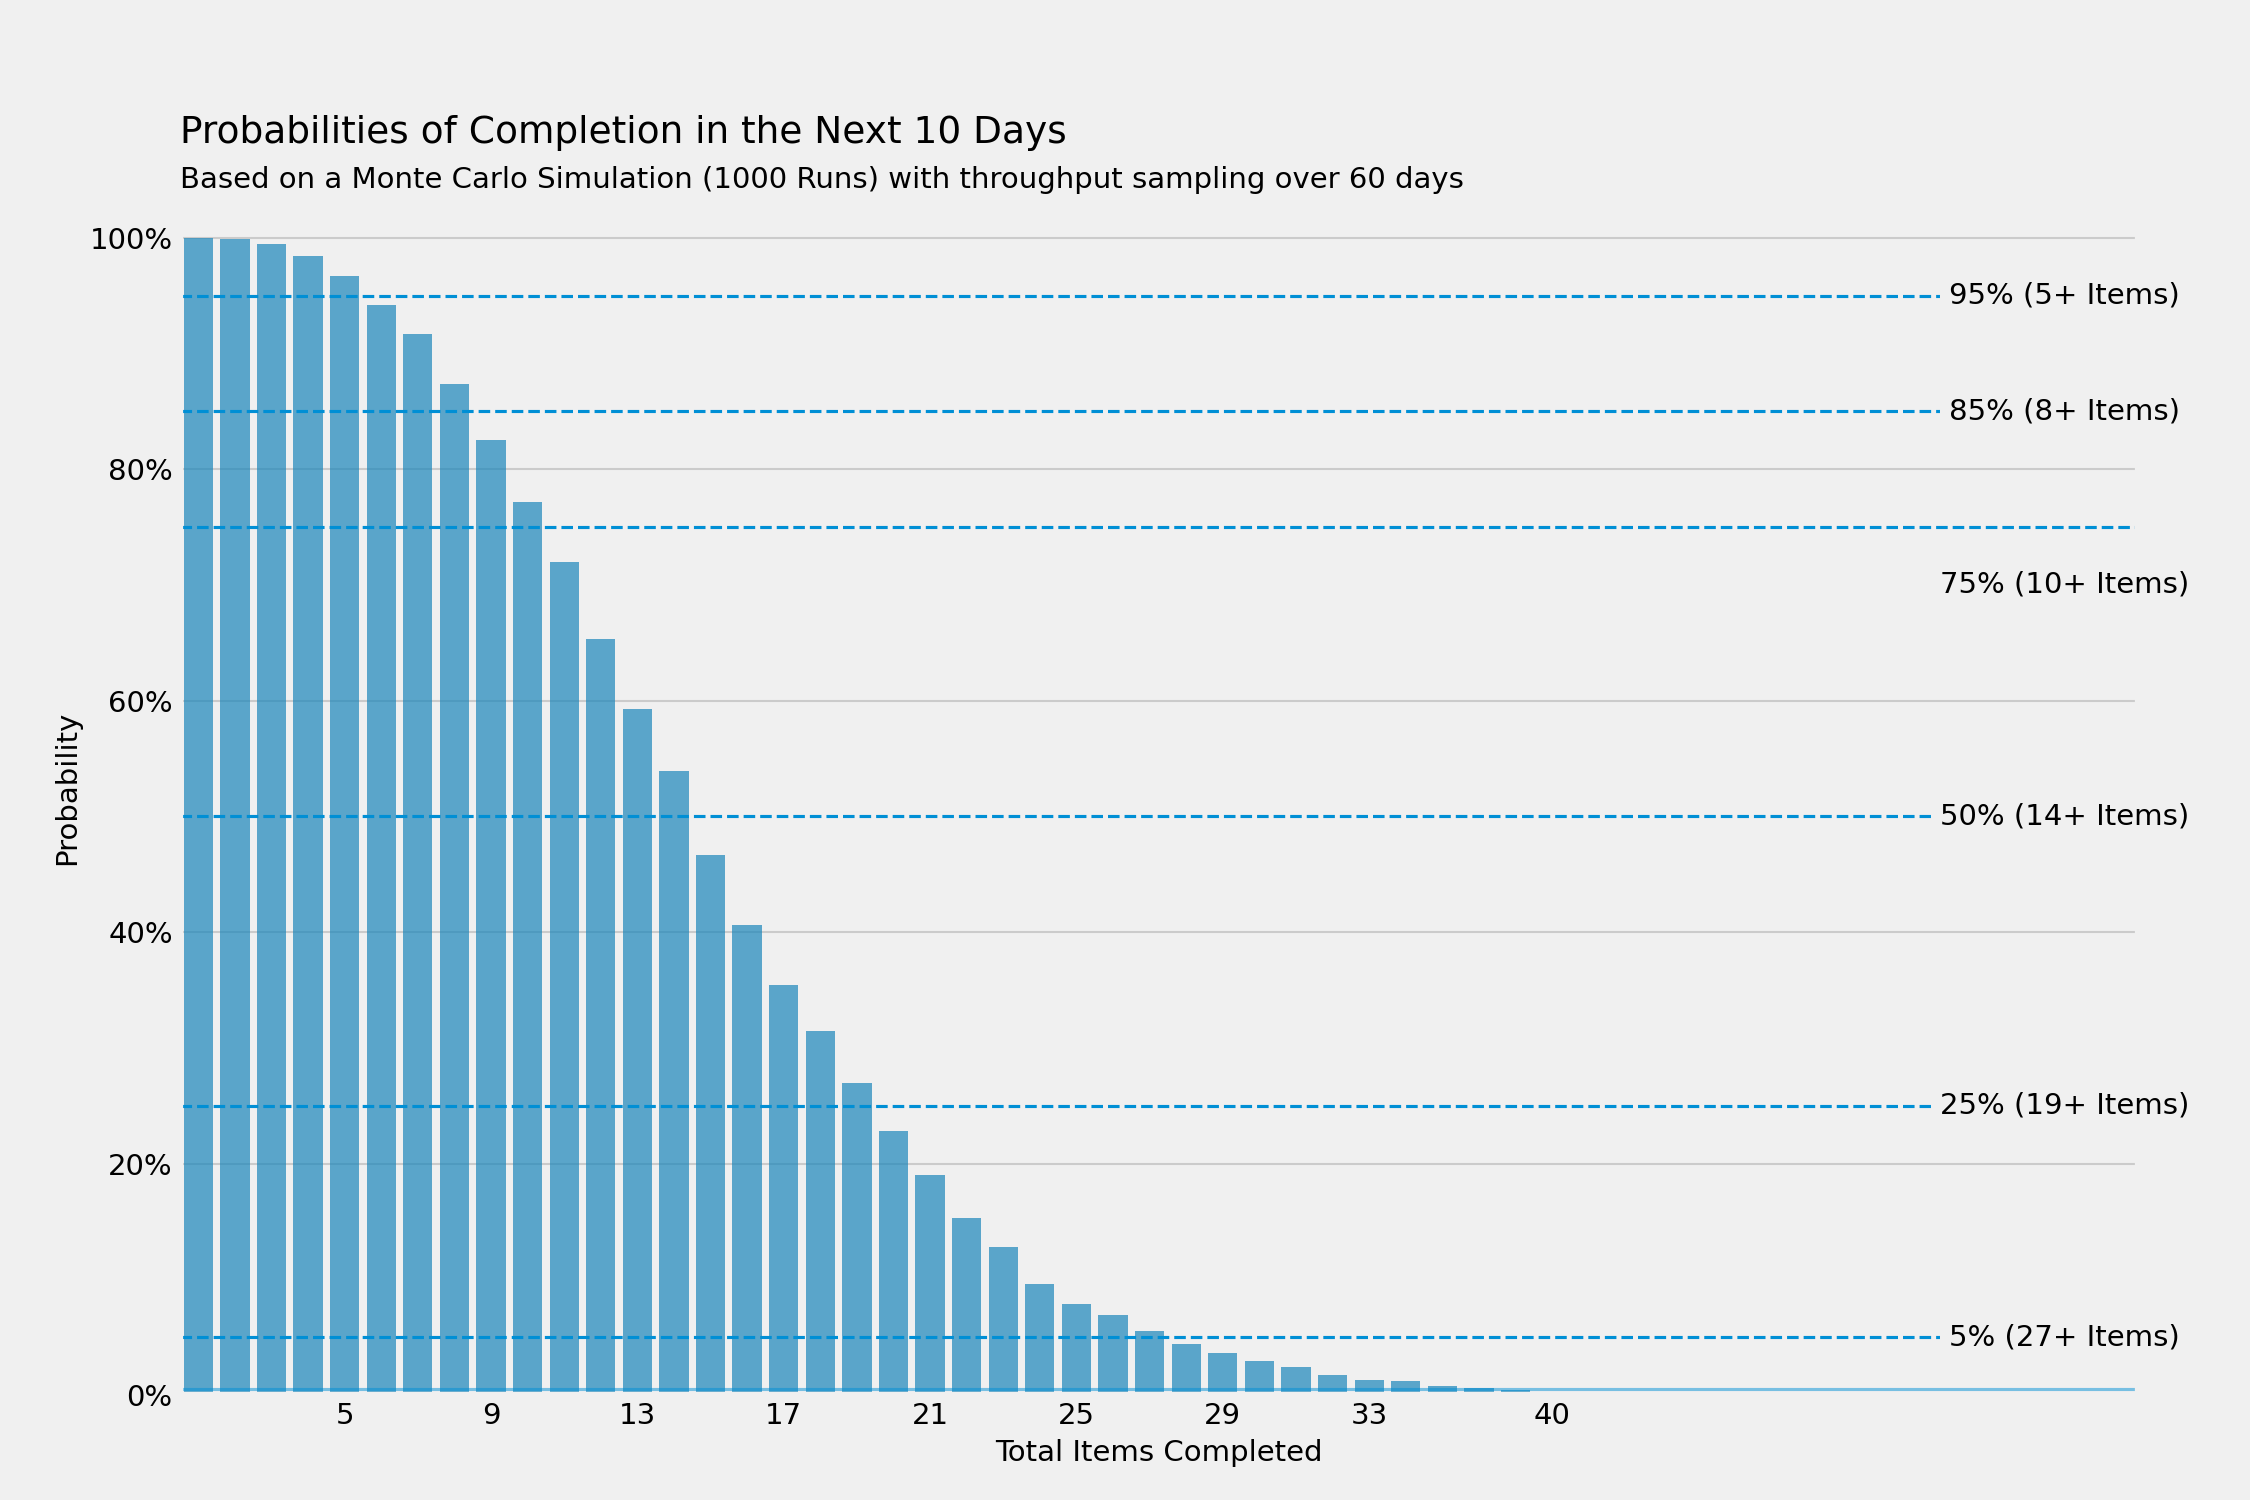 Probabilities of Completion in the Next 10 Days
Based on a Monte Carlo Simulation (1000 Runs) with throughput sampling over 60 days
100%
95% (5+ Items)
85% (8+ Items)
80%
75% (10+ Items)
60%
Probability
50% (14+ Items)
40%
25% (19+ Items)
20%
5% (27+ Items)
0%
5 9 13 17 21 25 29 33 40
Total Items Completed